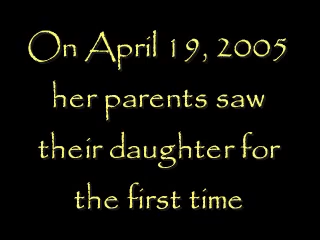 On April 19, 2005
her parents saw
their daughter for
the first time